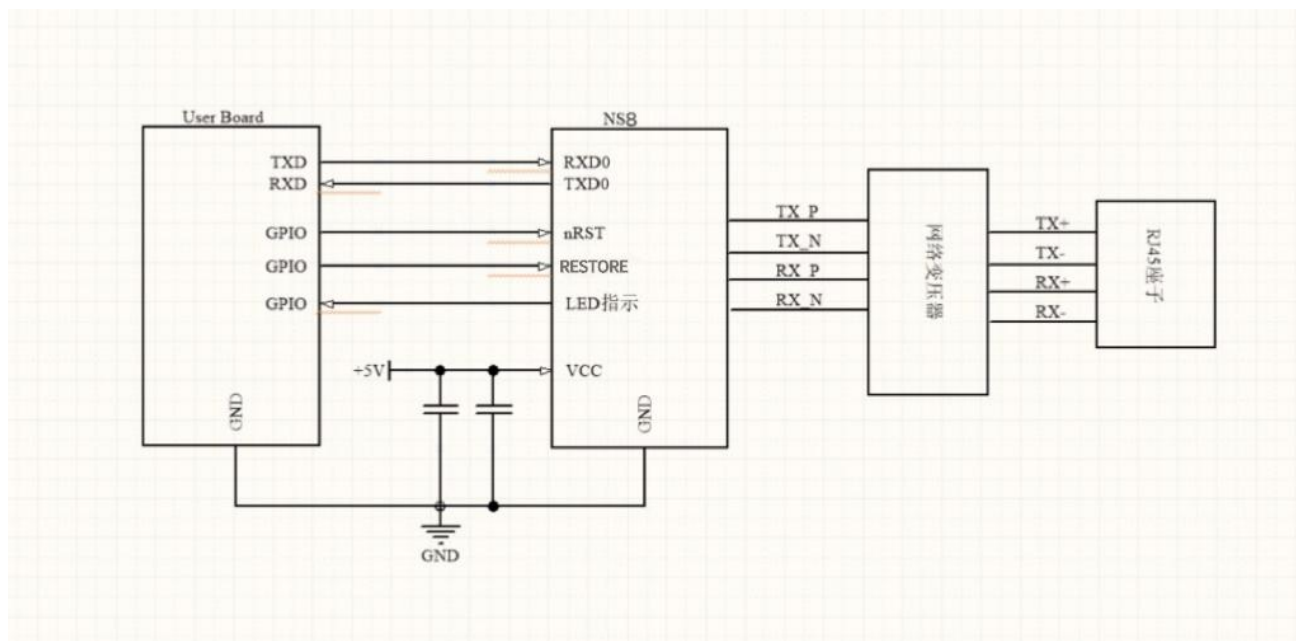 User Board
NS8
TXD
RXD0
RXD
TXD0
GPIO
nRST
GPIO
RESTORE
GPIO
LED指示
+5V
VCC
GND
GND
GND
TX_P
TX_N
RX_P
RX_N
网络变压器
TX+
TX-
RX+
RX-
RJ45座子